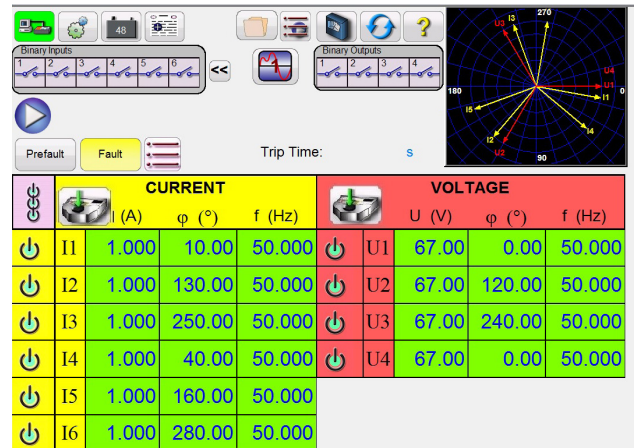 48
Binary Inputs
1 2 3 4 5 6
<<
Binary Outputs
1 2 3 4
270
I3
U3
U4
U1
180
0
I1
I5
I4
I2
U2
90
Prefault
Fault
Trip Time:
s
CURRENT
I (A) φ (°) f (Hz)
VOLTAGE
U (V) φ (°) f (Hz)
I1 1.000 10.00 50.000 U1 67.00 0.00 50.000
I2 1.000 130.00 50.000 U2 67.00 120.00 50.000
I3 1.000 250.00 50.000 U3 67.00 240.00 50.000
I4 1.000 40.00 50.000 U4 67.00 0.00 50.000
I5 1.000 160.00 50.000
I6 1.000 280.00 50.000